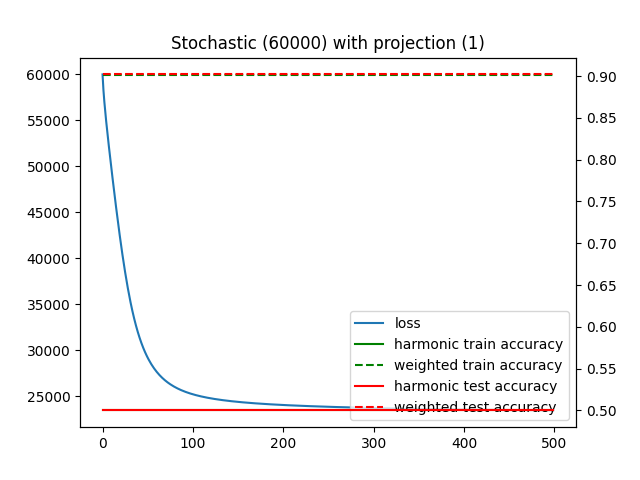 Stochastic (60000) with projection (1)
60000
55000
50000
45000
40000
35000
30000
25000
0.90
0.85
0.80
0.75
0.70
0.65
0.60
0.55
0.50
loss
harmonic train accuracy
weighted train accuracy
harmonic test accuracy
weighted test accuracy
0 100 200 300 400 500